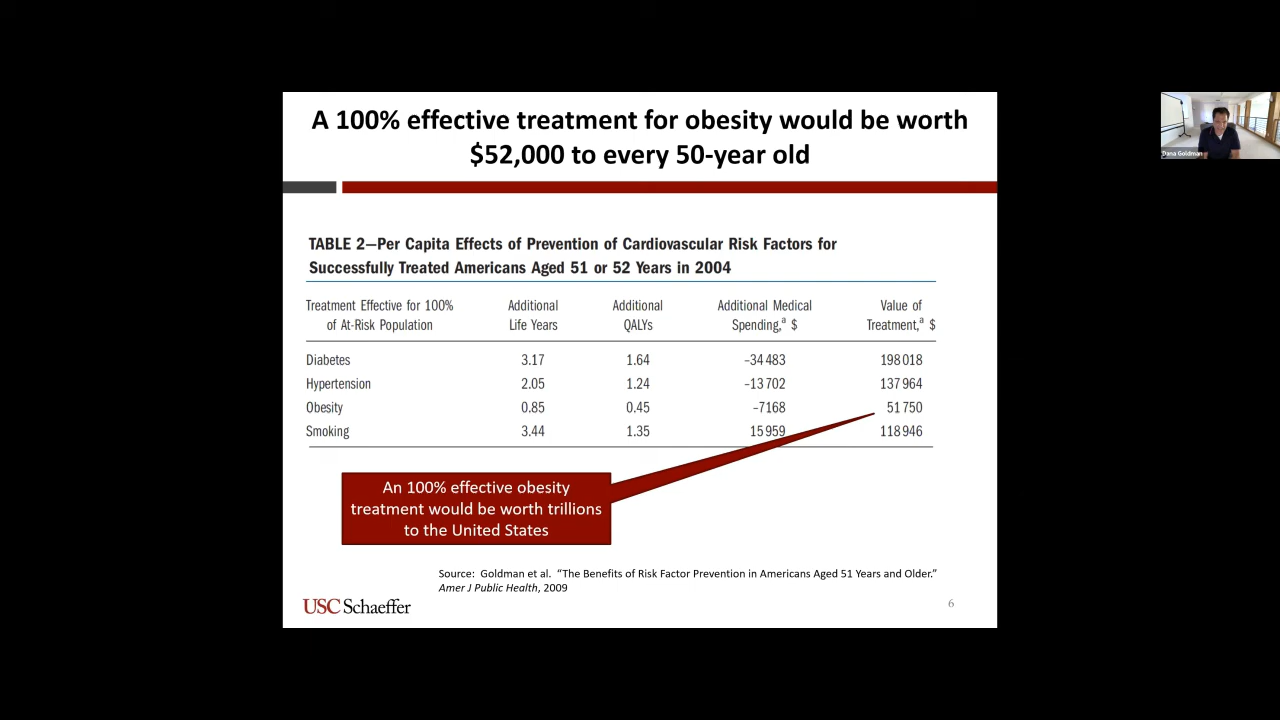 A 100% effective treatment for obesity would be worth
$52,000 to every 50-year old
TABLE 2—Per Capita Effects of Prevention of Cardiovascular Risk Factors for
Successfully Treated Americans Aged 51 or 52 Years in 2004
Treatment Effective for 100% Additional Additional Additional Medical Value of
of At-Risk Population Life Years QALYs Spending,a $ Treatment,a $
Diabetes 3.17 1.64 –34 483 198 018
Hypertension 2.05 1.24 –13 702 137 964
Obesity 0.85 0.45 –7168 51 750
Smoking 3.44 1.35 15 959 118 946
An 100% effective obesity
treatment would be worth trillions
to the United States
Source: Goldman et al. “The Benefits of Risk Factor Prevention in Americans Aged 51 Years and Older.”
Amer J Public Health, 2009
USC Schaeffer
6
Dana Goldman